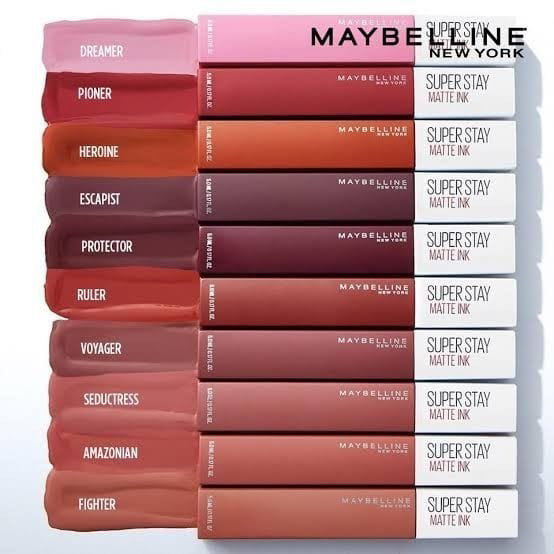 MAYBELLINE
NEW YORK
DREAMER
SUPER STAY
MATTE INK
PIONER
MAYBELLINE
NEW YORK
SUPER STAY
MATTE INK
HEROINE
MAYBELLINE
NEW YORK
SUPER STAY
MATTE INK
ESCAPIST
MAYBELLINE
NEW YORK
SUPER STAY
MATTE INK
PROTECTOR
MAYBELLINE
NEW YORK
SUPER STAY
MATTE INK
RULER
MAYBELLINE
NEW YORK
SUPER STAY
MATTE INK
VOYAGER
MAYBELLINE
NEW YORK
SUPER STAY
MATTE INK
SEDUCTRESS
MAYBELLINE
NEW YORK
SUPER STAY
MATTE INK
AMAZONIAN
MAYBELLINE
NEW YORK
SUPER STAY
MATTE INK
FIGHTER
MAYBELLINE
NEW YORK
SUPER STAY
MATTE INK